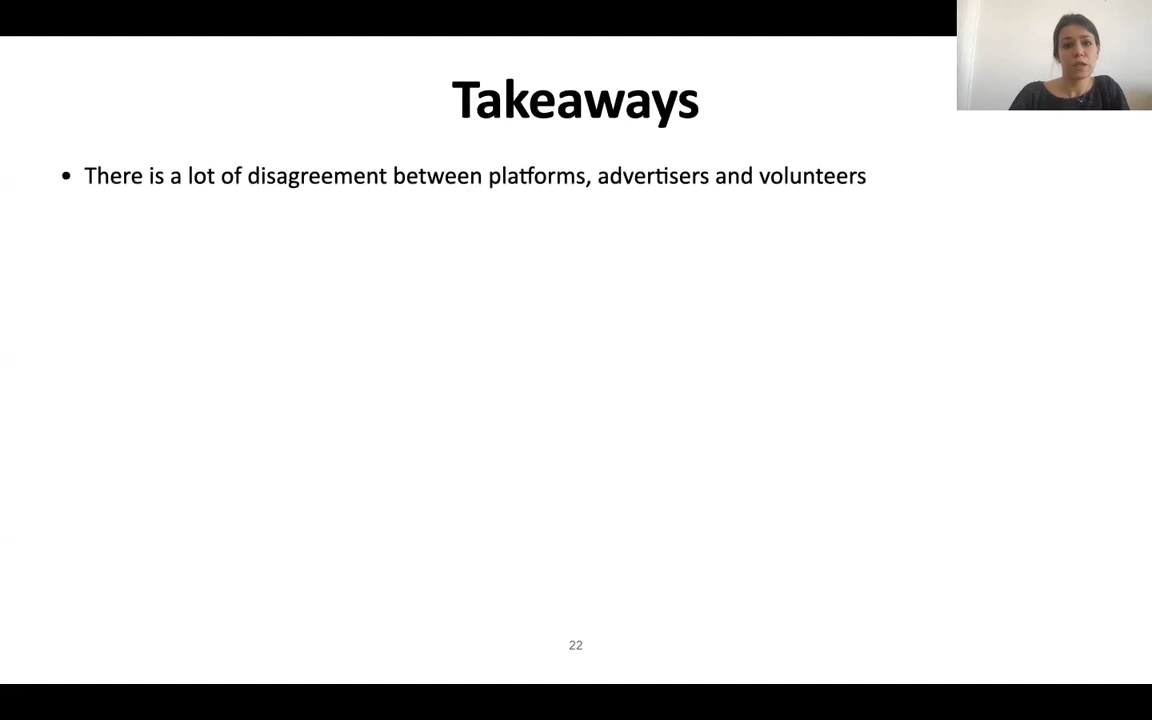 Takeaways
• There is a lot of disagreement between platforms, advertisers and volunteers
22